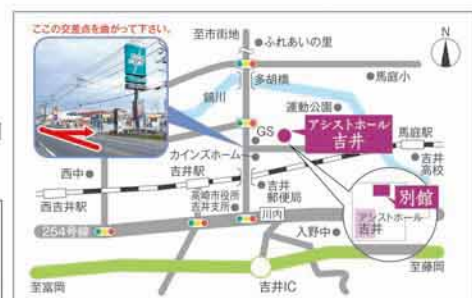 ここの交差点を曲がって下さい。
至市街地
ふれあいの里
N
多胡橋
馬庭小
鏑川
運動公園
GS
アシストホール
吉井
馬庭駅
カインズホーム
吉井駅
西中
吉井
高校
高崎市役所
吉井支所
吉井
郵便局
別館
西吉井駅
アシストホール
吉井
川内
254号線
入野中
至富岡
吉井IC
至藤岡